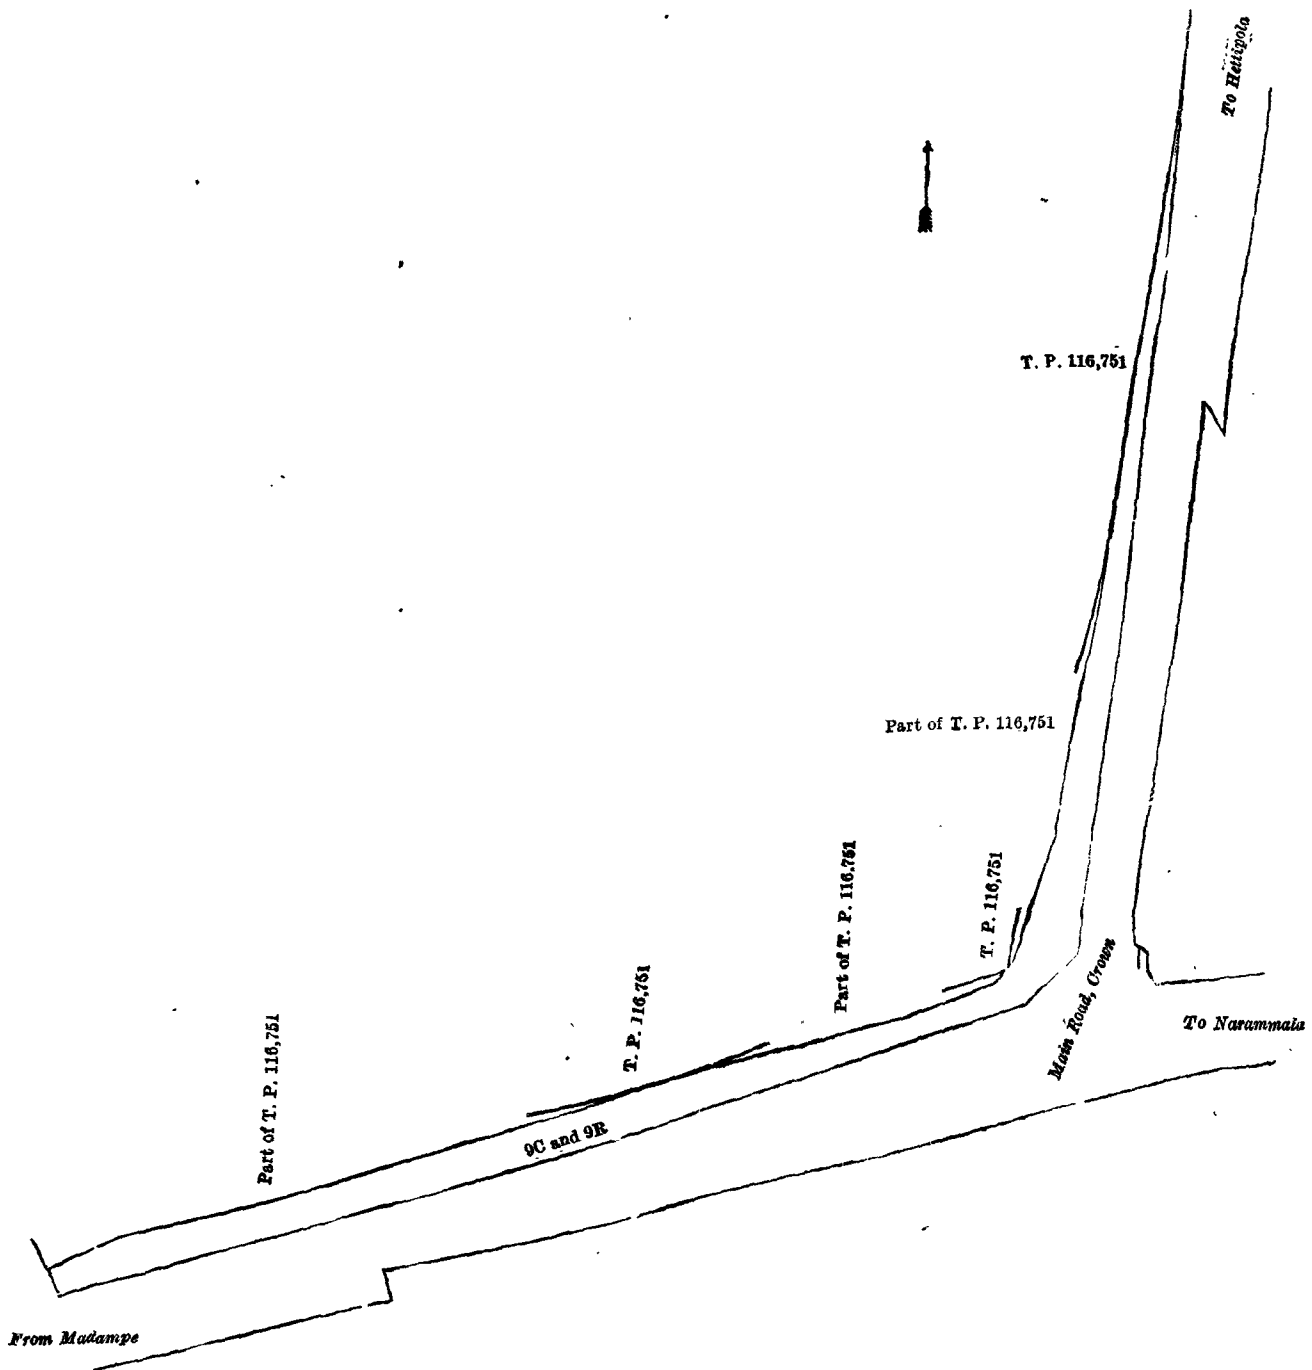 To Hettipola
T. P. 116,751
Part of T. P. 116,751
T. P. 116,751
Part of T. P. 116,751
T. P. 116,751
Part of T. P. 116,751
9C and 9R
Main Road, Crown
To Narammala
From Madampe